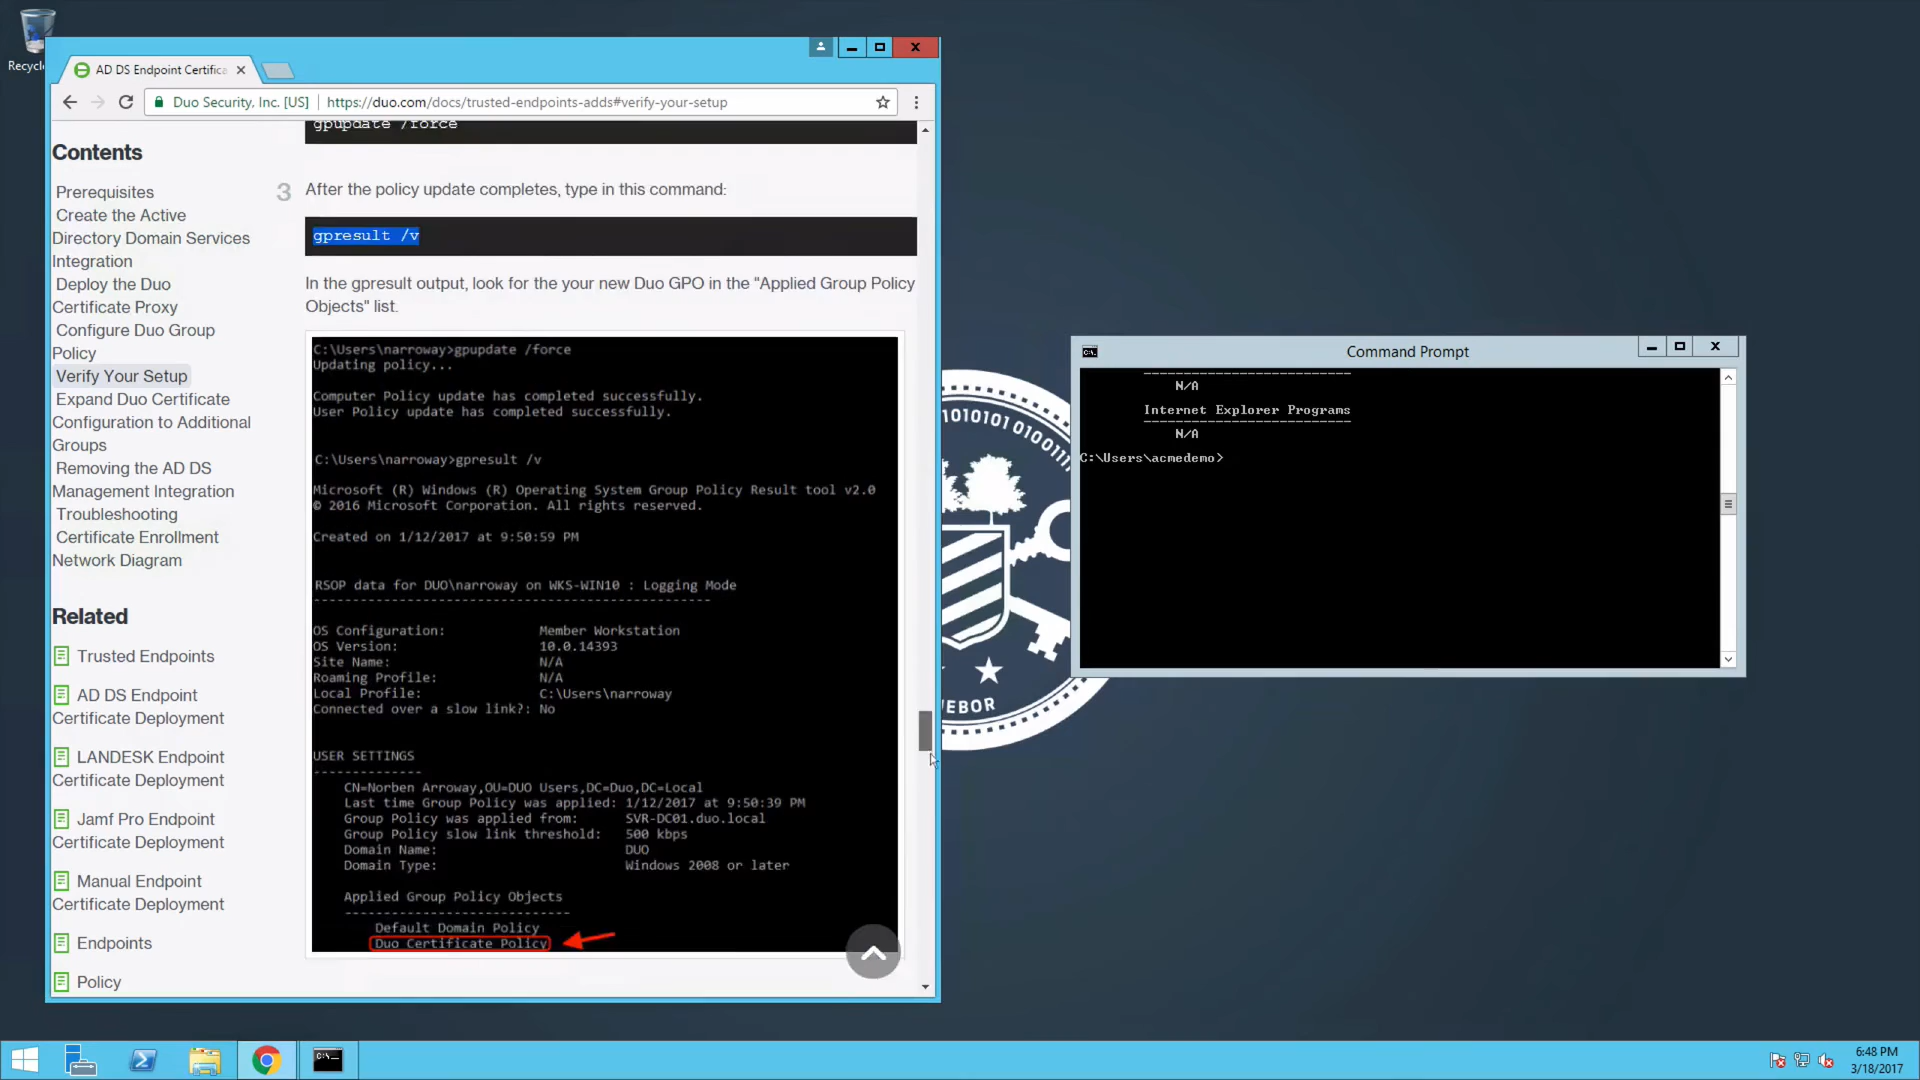 Recycl
AD DS Endpoint Certifica
Duo Security, Inc. [US]
https://duo.com/docs/trusted-endpoints-adds#verify-your-setup
Contents
Prerequisites
Create the Active
Directory Domain Services
Integration
Deploy the Duo
Certificate Proxy
Configure Duo Group
Policy
Verify Your Setup
Expand Duo Certificate
Configuration to Additional
Groups
Removing the AD DS
Management Integration
Troubleshooting
Certificate Enrollment
Network Diagram
Related
Trusted Endpoints
AD DS Endpoint
Certificate Deployment
LANDESK Endpoint
Certificate Deployment
Jamf Pro Endpoint
Certificate Deployment
Manual Endpoint
Certificate Deployment
Endpoints
Policy
gpupdate /force
3 After the policy update completes, type in this command:
gpresult /v
In the gpresult output, look for the your new Duo GPO in the "Applied Group Policy
Objects" list.
C:\Users\narroway>gpupdate /force
Updating policy...
Computer Policy update has completed successfully.
User Policy update has completed successfully.
C:\Users\narroway>gpresult /v
Microsoft (R) Windows (R) Operating System Group Policy Result tool v2.0
© 2016 Microsoft Corporation. All rights reserved.
Created on 1/12/2017 at 9:50:59 PM
RSOP data for DUO\narroway on WKS-WIN10 : Logging Mode
OS Configuration: Member Workstation
OS Version: 10.0.14393
Site Name: N/A
Roaming Profile: N/A
Local Profile: C:\Users\narroway
Connected over a slow link?: No
USER SETTINGS
CN=Norben Arroway,OU=DUO Users,DC=Duo,DC=Local
Last time Group Policy was applied: 1/12/2017 at 9:50:39 PM
Group Policy was applied from: SVR-DC01.duo.local
Group Policy slow link threshold: 500 kbps
Domain Name: DUO
Domain Type: Windows 2008 or later
Applied Group Policy Objects
Default Domain Policy
Duo Certificate Policy
Command Prompt
N/A
Internet Explorer Programs
N/A
C:\Users\acmedemo>
1010101 01001
EBOR
6:48 PM
3/18/2017